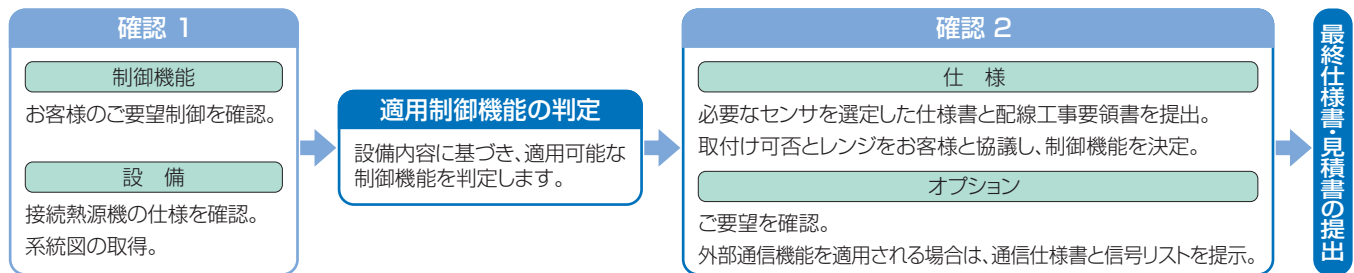 確認 1
制御機能
お客様のご要望制御を確認。
設 備
接続熱源機の仕様を確認。
系統図の取得。
適用制御機能の判定
設備内容に基づき、適用可能な
制御機能を判定します。
確認 2
仕 様
必要なセンサを選定した仕様書と配線工事要領書を提出。
取付け可否とレンジをお客様と協議し、制御機能を決定。
オプション
ご要望を確認。
外部通信機能を適用される場合は、通信仕様書と信号リストを提示。
最終仕様書・見積書の提出